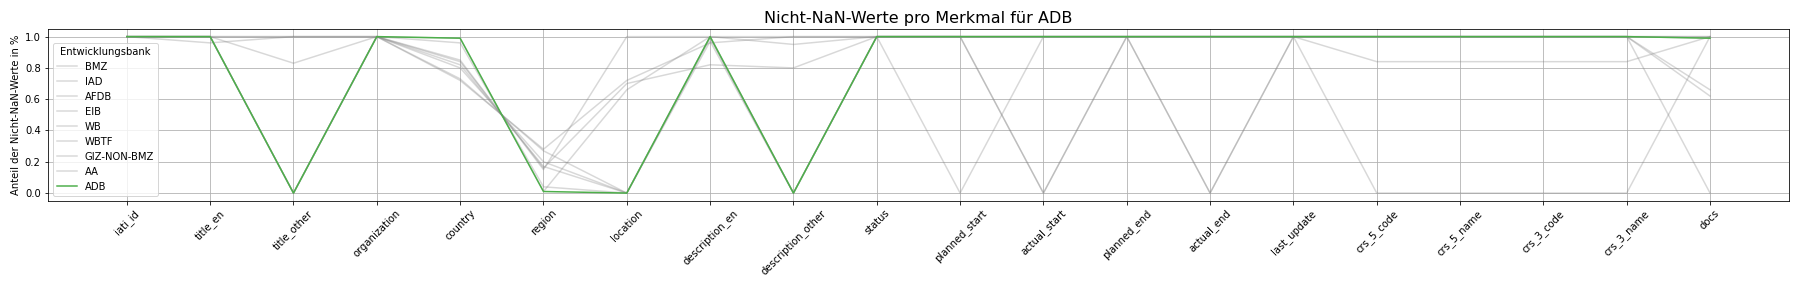 Nicht-NaN-Werte pro Merkmal für ADB
Anteil der Nicht-NaN-Werte in %
1.0
0.8
0.6
0.4
0.2
0.0
Entwicklungsbank
BMZ
IAD
AFDB
EIB
WB
WBTF
GIZ-NON-BMZ
AA
ADB
iati_id
title_en
title_other
organization
country
region
location
description_en
description_other
status
planned_start
actual_start
planned_end
actual_end
last_update
crs_5_code
crs_5_name
crs_3_code
crs_3_name
docs